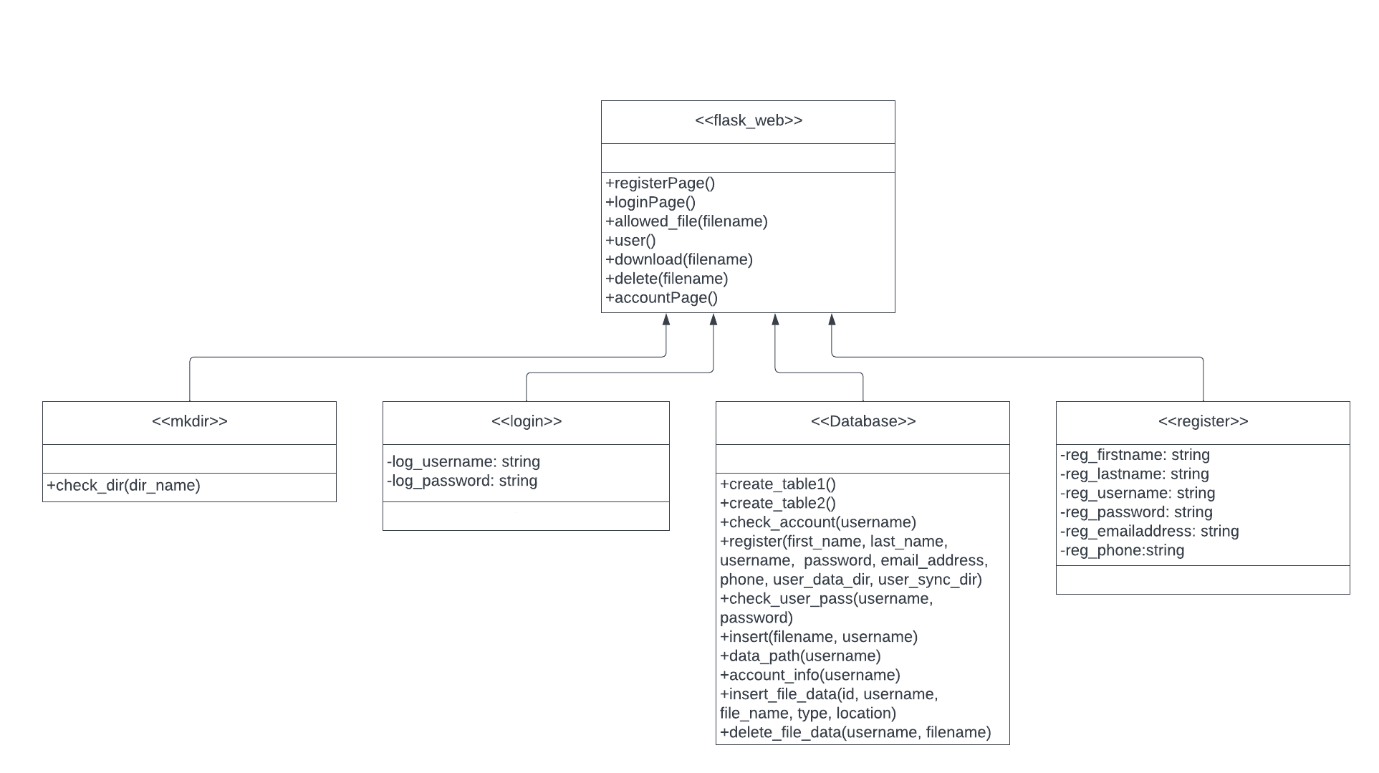 <<flask_web>>
+registerPage()
+loginPage()
+allowed_file(filename)
+user()
+download(filename)
+delete(filename)
+accountPage()
<<mkdir>>
+check_dir(dir_name)
<<login>>
-log_username: string
-log_password: string
<<Database>>
+create_table1()
+create_table2()
+check_account(username)
+register(first_name, last_name,
username,  password, email_address,
phone, user_data_dir, user_sync_dir)
+check_user_pass(username,
password)
+insert(filename, username)
+data_path(username)
+account_info(username)
+insert_file_data(id, username,
file_name, type, location)
+delete_file_data(username, filename)
<<register>>
-reg_firstname: string
-reg_lastname: string
-reg_username: string
-reg_password: string
-reg_emailaddress: string
-reg_phone:string